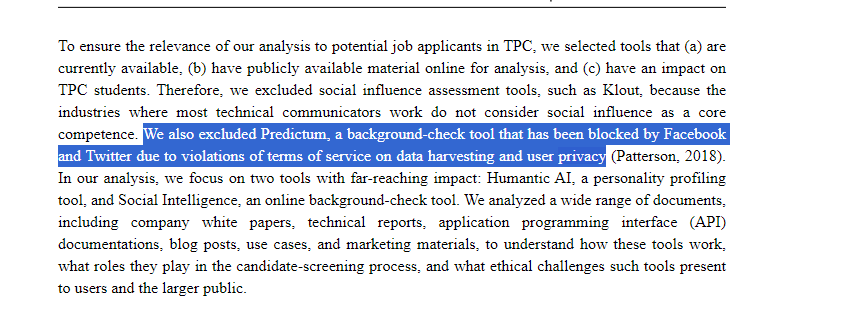 To ensure the relevance of our analysis to potential job applicants in TPC, we selected tools that (a) are
currently available, (b) have publicly available material online for analysis, and (c) have an impact on
TPC students. Therefore, we excluded social influence assessment tools, such as Klout, because the
industries where most technical communicators work do not consider social influence as a core
competence. We also excluded Predictum, a background-check tool that has been blocked by Facebook
and Twitter due to violations of terms of service on data harvesting and user privacy (Patterson, 2018).
In our analysis, we focus on two tools with far-reaching impact: Humantic AI, a personality profiling
tool, and Social Intelligence, an online background-check tool. We analyzed a wide range of documents,
including company white papers, technical reports, application programming interface (API)
documentations, blog posts, use cases, and marketing materials, to understand how these tools work,
what roles they play in the candidate-screening process, and what ethical challenges such tools present
to users and the larger public.